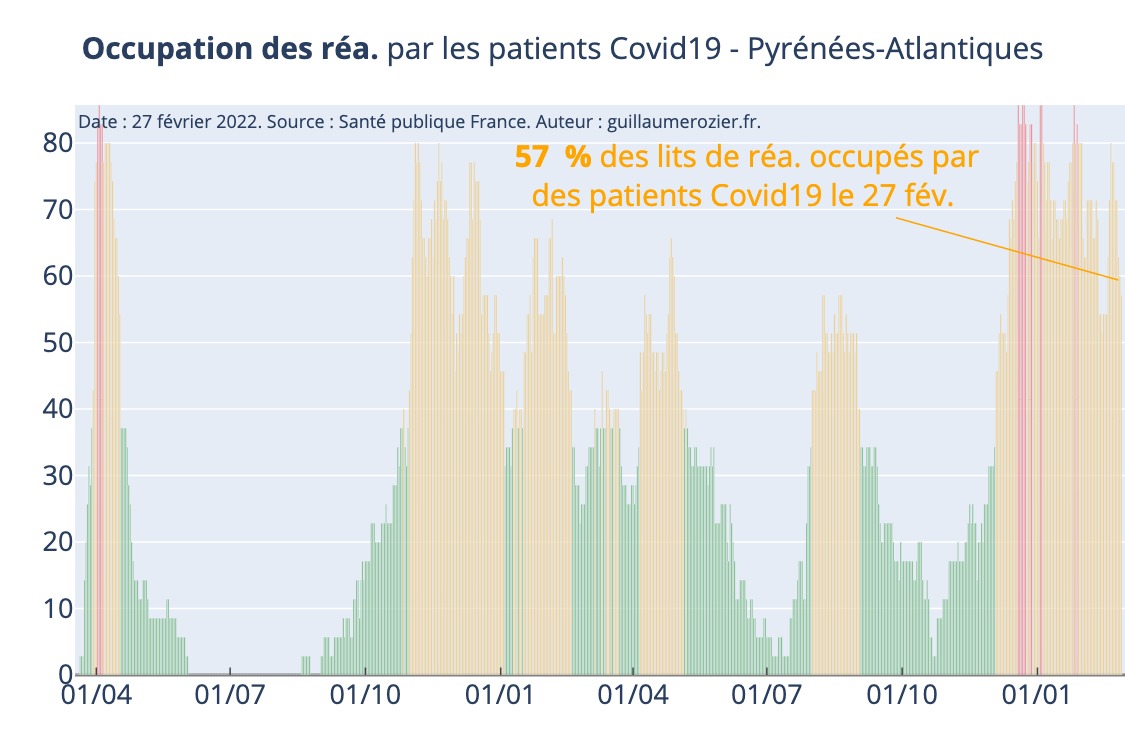 Occupation des réa. par les patients Covid19 - Pyrénées-Atlantiques
Date : 27 février 2022. Source : Santé publique France. Auteur : guillaumerozier.fr.
57 % des lits de réa. occupés par
des patients Covid19 le 27 fév.
80
70
60
50
40
30
20
10
0
01/04 01/07 01/10 01/01 01/04 01/07 01/10 01/01